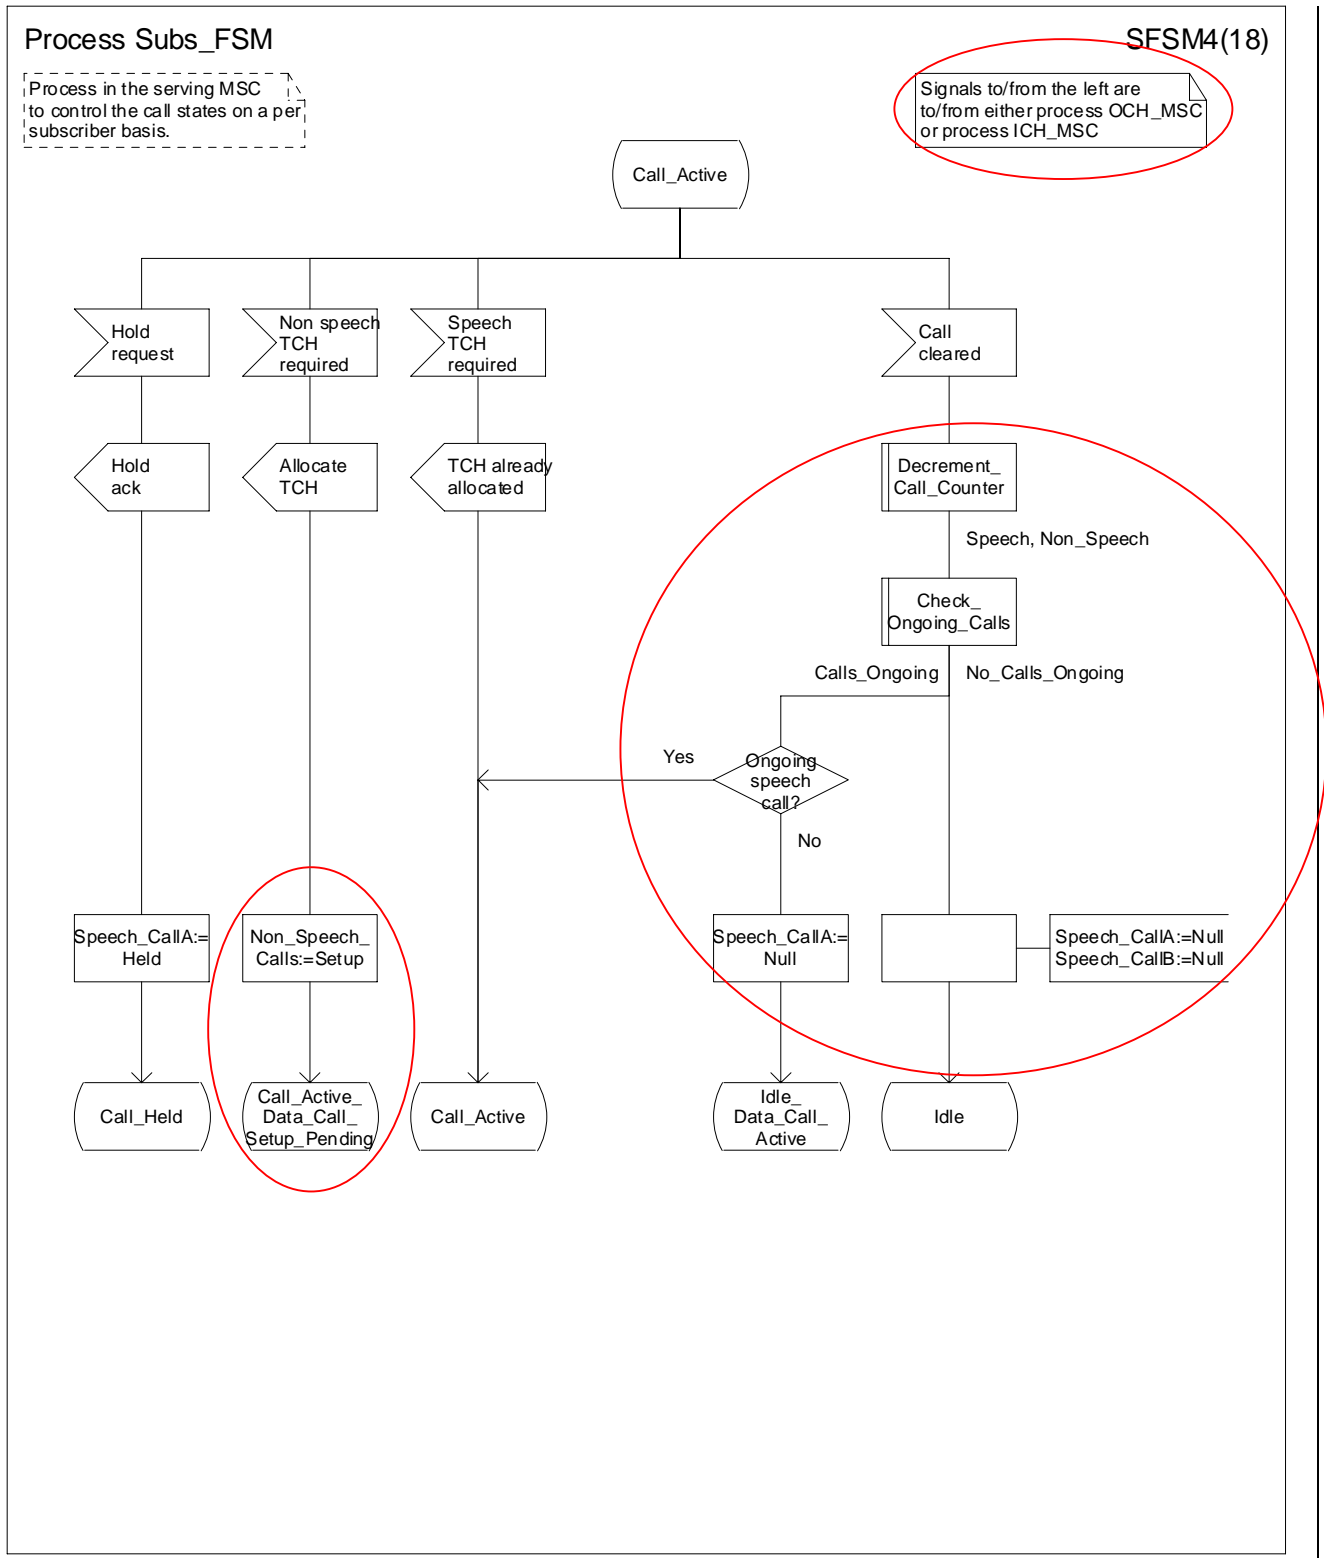 Process Subs_FSM
SFSM4(18)
Process in the serving MSC
to control the call states on a per
subscriber basis.
Signals to/from the left are
to/from either process OCH_MSC
or process ICH_MSC
Call_Active
Hold
request
Non speech
TCH
required
Speech
TCH
required
Call
cleared
Hold
ack
Allocate
TCH
TCH already
allocated
Decrement_
Call_Counter
Speech, Non_Speech
Check_
Ongoing_Calls
Calls_Ongoing
No_Calls_Ongoing
Yes
Ongoing
speech
call?
No
Speech_CallA:=
Held
Non_Speech_
Calls:=Setup
Speech_CallA:=
Null
Speech_CallA:=Null
Speech_CallB:=Null
Call_Held
Call_Active_
Data_Call_
Setup_Pending
Call_Active
Idle_
Data_Call_
Active
Idle